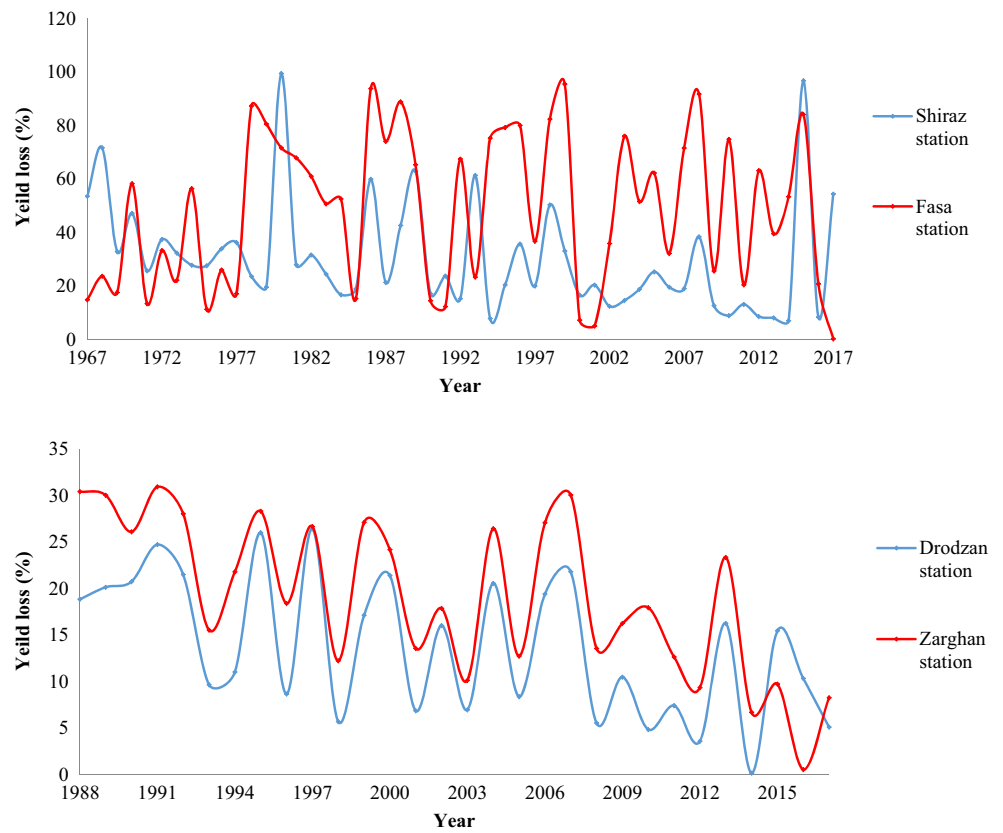 120
100
80
60
40
20
0
Yeild loss (%)
1967 1972 1977 1982 1987 1992 1997 2002 2007 2012 2017
Year
Shiraz
station
Fasa
station
35
30
25
20
15
10
5
0
Yeild loss (%)
1988 1991 1994 1997 2000 2003 2006 2009 2012 2015
Year
Drodzan
station
Zarghan
station